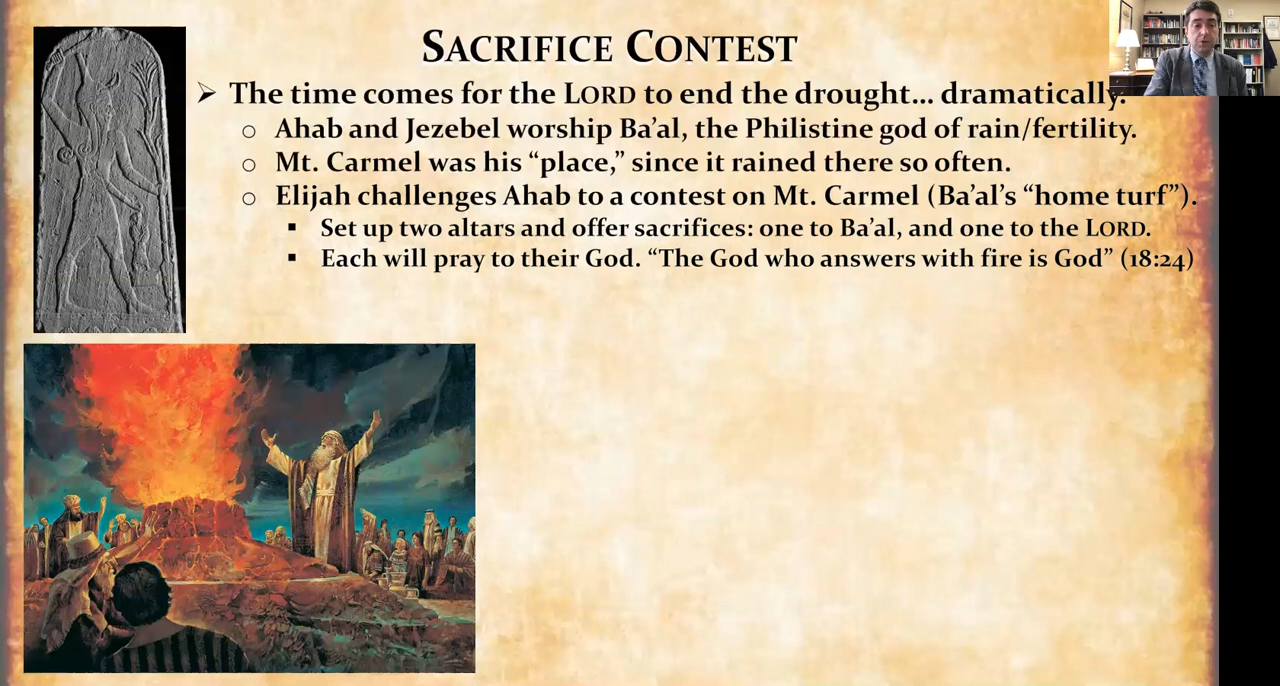 SACRIFICE CONTEST
➢ The time comes for the LORD to end the drought... dramatically.
○ Ahab and Jezebel worship Ba’al, the Philistine god of rain/fertility.
○ Mt. Carmel was his “place,” since it rained there so often.
○ Elijah challenges Ahab to a contest on Mt. Carmel (Ba’al’s “home turf”).
▪ Set up two altars and offer sacrifices: one to Ba’al, and one to the LORD.
▪ Each will pray to their God. “The God who answers with fire is God” (18:24)